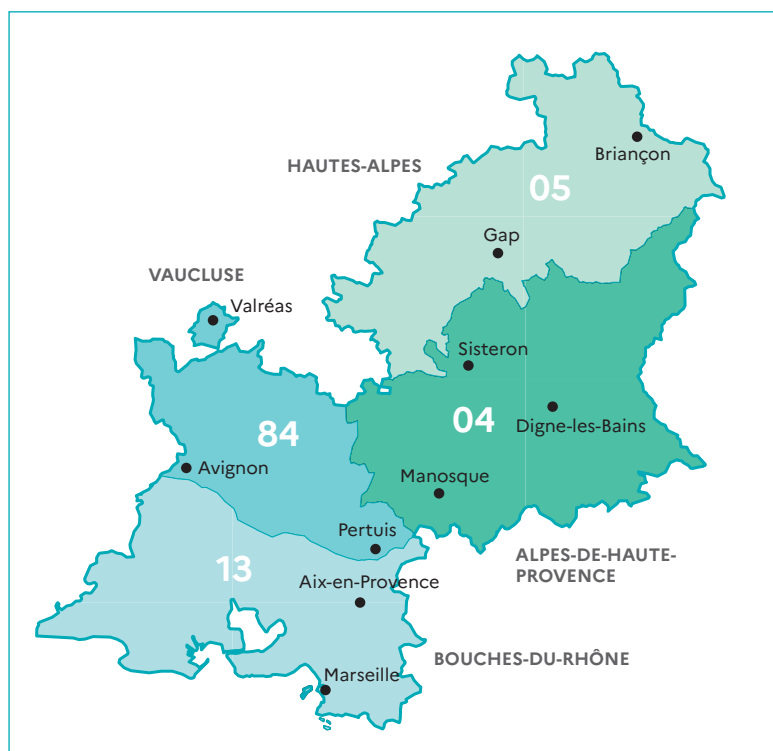 Briançon
HAUTES-ALPES
05
Gap
VAUCLUSE
Valréas
Sisteron
84
04
Digne-les-Bains
Avignon
Manosque
Pertuis
ALPES-DE-HAUTE-
PROVENCE
13
Aix-en-Provence
BOUCHES-DU-RHÔNE
Marseille